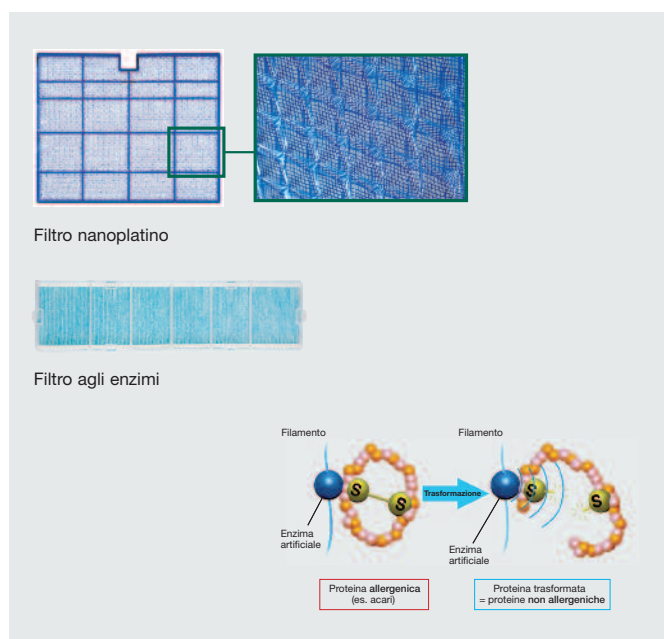 Filtro nanoplatino
Filtro agli enzimi
Filamento
Filamento
S
S
Trasformazione
S
S
Enzima
artificiale
Enzima
artificiale
Proteina allergenica
(es. acari)
Proteina trasformata
= proteine non allergeniche